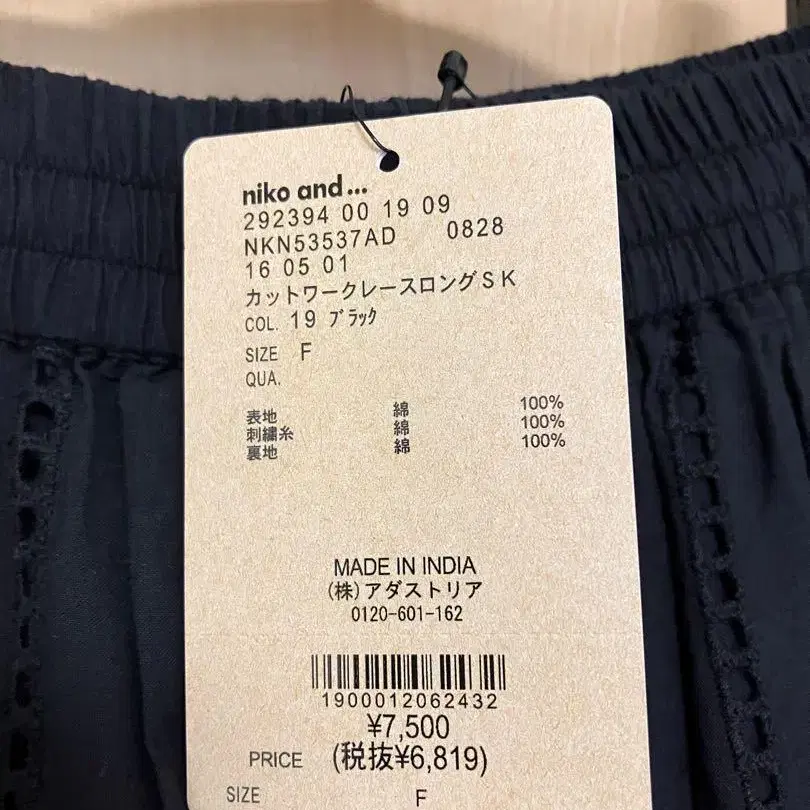 niko and...
292394 00 19 09
NKN53537AD 0828
16 05 01
カットワークレースロングＳＫ
COL. 19 ﾌﾞﾗｯｸ
SIZE F
QUA.
表地 綿 100%
刺繍糸 綿 100%
裏地 綿 100%
MADE IN INDIA
(株)アダストリア
0120-601-162
1900012062432
¥7,500
PRICE (税抜¥6,819)
SIZE F